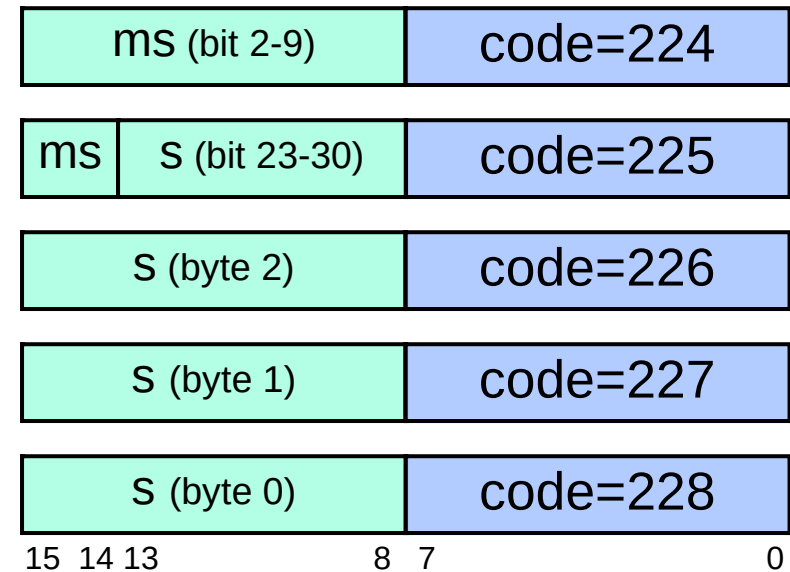 ms (bit 2-9) code=224
ms s (bit 23-30) code=225
s (byte 2) code=226
s (byte 1) code=227
s (byte 0) code=228
15 14 13 8 7 0